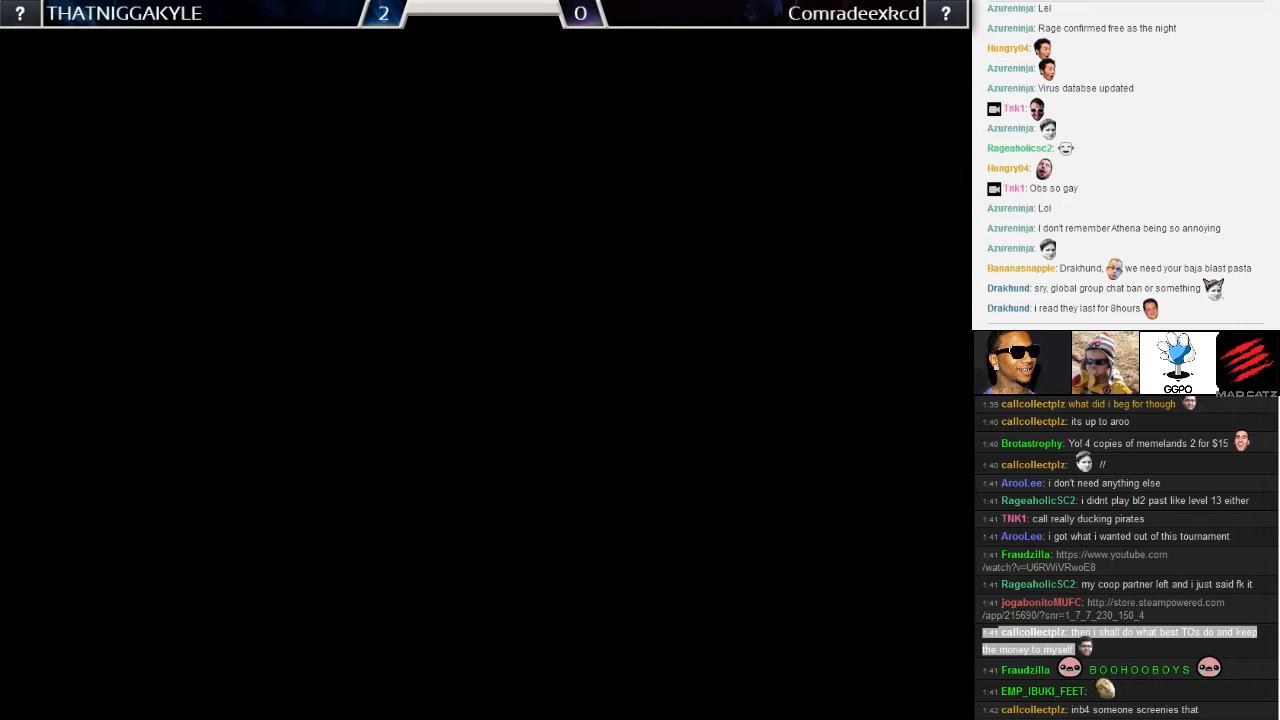 ? THATNIGGAKYLE 2 0 Comradeexkcd ?
Azureninja: Lel
Azureninja: Rage confirmed free as the night
Hungry04:
Azureninja:
Azureninja: Virus databse updated
Tnk1:
Azureninja:
Rageaholicsc2:
Hungry04:
Tnk1: Obs so gay
Azureninja: Lol
Azureninja: I don't remember Athena being so annoying
Azureninja:
Bananasnapple: Drakhund, we need your baja blast pasta
Drakhund: sry, global group chat ban or something
Drakhund: i read they last for 8hours
GGPO
MAD CATZ
1:39 callcollectplz what did i beg for though
1:40 callcollectplz: its up to aroo
1:40 Brotastrophy: Yo! 4 copies of memelands 2 for $15
1:40 callcollectplz: //
1:41 ArooLee: i don't need anything else
1:41 RageaholicSC2: i didnt play bl2 past like level 13 either
1:41 TNK1: call really ducking pirates
1:41 ArooLee: i got what i wanted out of this tournament
1:41 Fraudzilla: https://www.youtube.com
/watch?v=U6RWiVRwoE8
1:41 RageaholicSC2: my coop partner left and i just said fk it
1:41 jogabonitoMUFC: http://store.steampowered.com
/app/215690/?snr=1_7_7_230_150_4
1:41 callcollectplz: then i shall do what best TOs do and keep
the money to myself
1:41 Fraudzilla B O O H O O B O Y S
1:41 EMP_IBUKI_FEET:
1:42 callcollectplz: inb4 someone screenies that